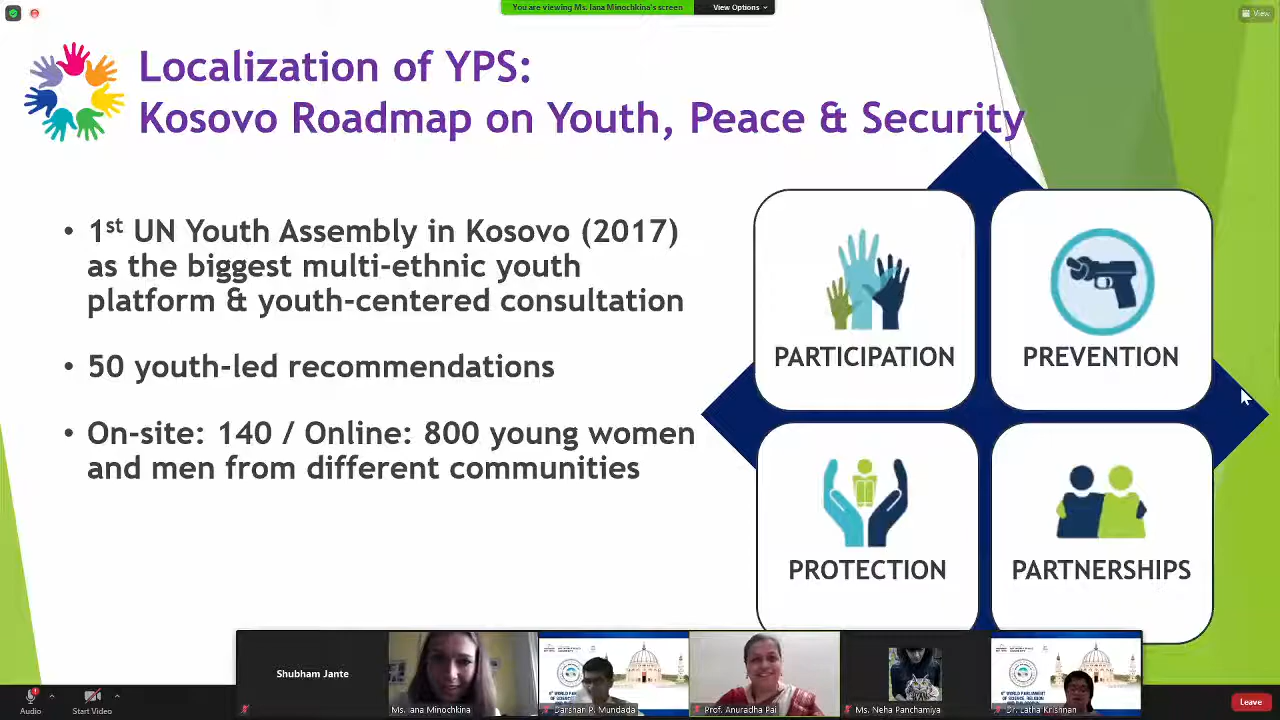 You are viewing Ms. Iana Minochkina's screen
View Options
View
Localization of YPS:
Kosovo Roadmap on Youth, Peace & Security
• 1st UN Youth Assembly in Kosovo (2017)
as the biggest multi-ethnic youth
platform & youth-centered consultation
• 50 youth-led recommendations
• On-site: 140 / Online: 800 young women
and men from different communities
PARTICIPATION
PREVENTION
PROTECTION
PARTNERSHIPS
Shubham Jante
Ms. Iana Minochkina
Darshan P. Mundada
Prof. Anuradha Pai
Ms. Neha Panchamiya
Dr. Latha Krishnan
Audio
Start Video
Leave